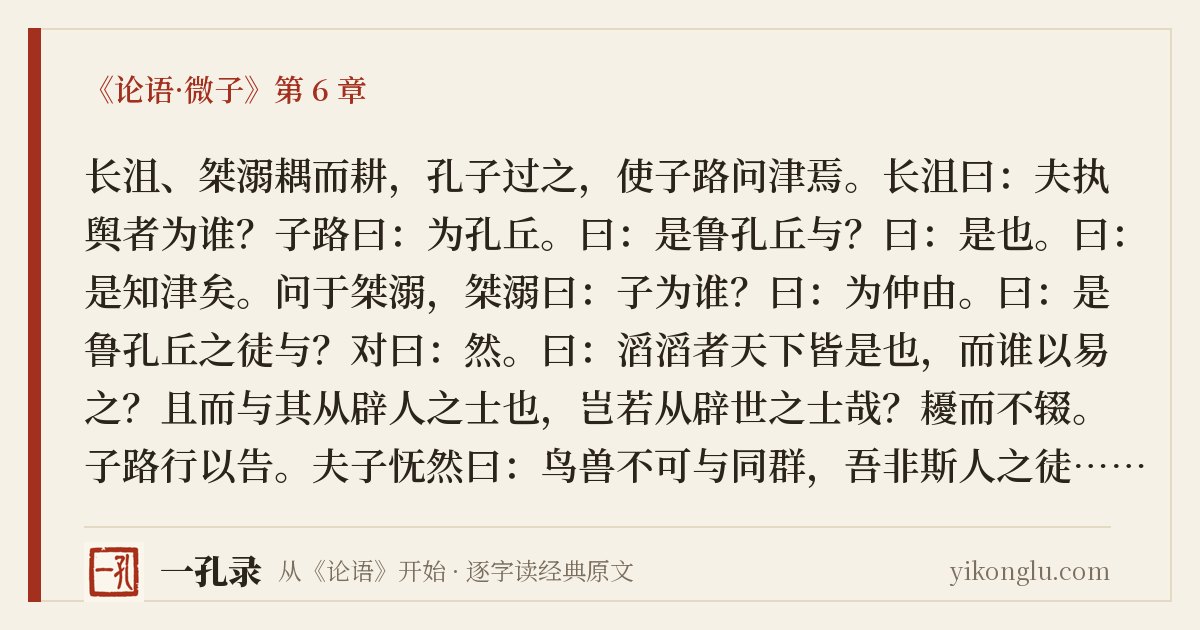 《论语·微子》第 6 章
长沮、桀溺耦而耕，孔子过之，使子路问津焉。长沮曰：夫执
舆者为谁？子路曰：为孔丘。曰：是鲁孔丘与？曰：是也。曰：
是知津矣。问于桀溺，桀溺曰：子为谁？曰：为仲由。曰：是
鲁孔丘之徒与？对曰：然。曰：滔滔者天下皆是也，而谁以易
之？且而与其从辟人之士也，岂若从辟世之士哉？耰而不辍。
子路行以告。夫子怃然曰：鸟兽不可与同群，吾非斯人之徒……
一孔
一孔录
从《论语》开始 · 逐字读经典原文
yikonglu.com